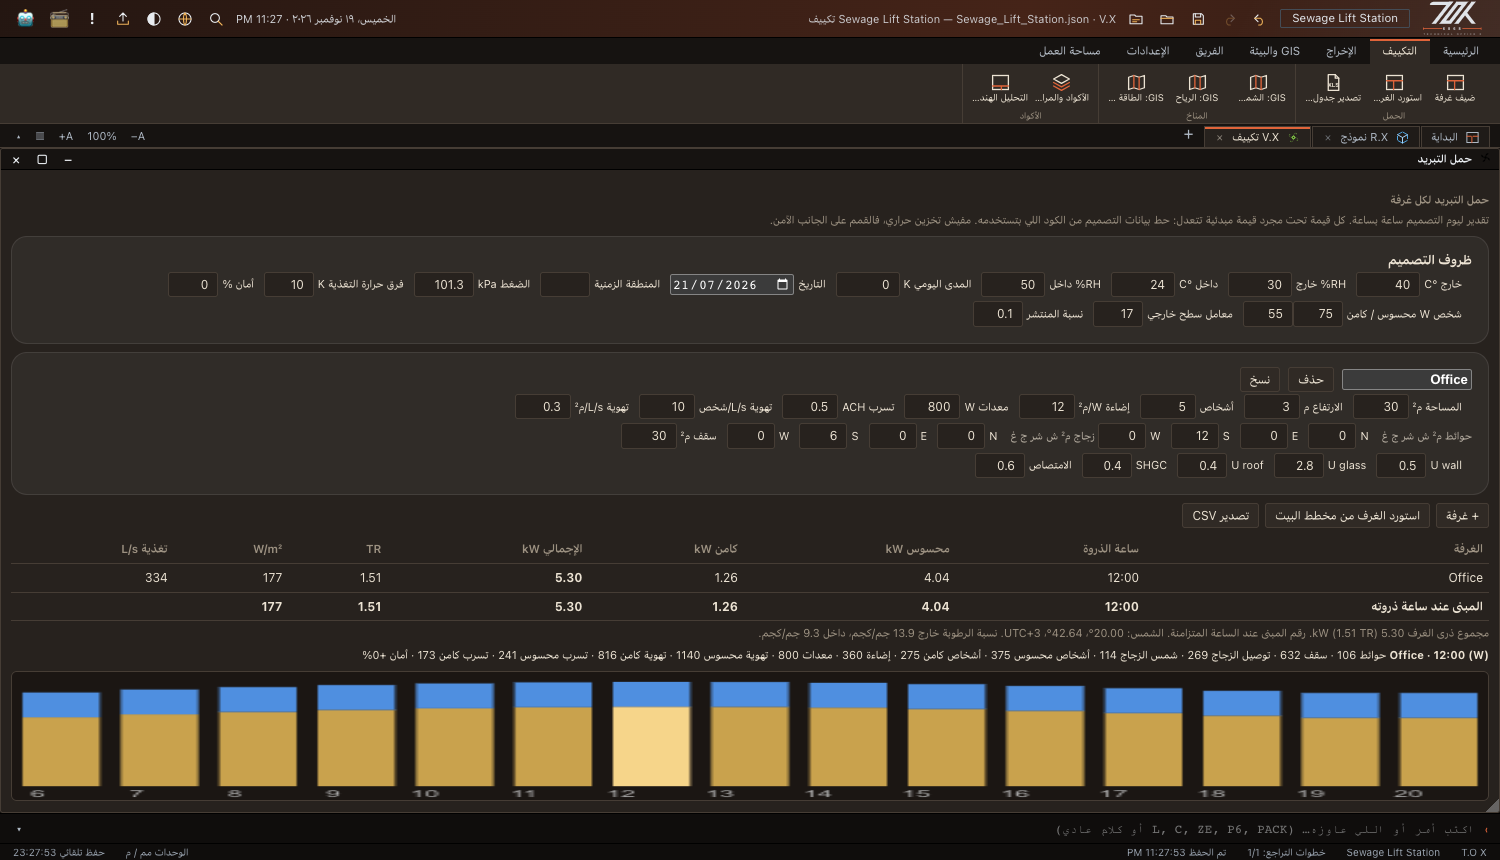 TOX Sewage Lift Station تكييف Sewage Lift Station — Sewage_Lift_Station.json · V.X الخميس، ١٩ نوفمبر ٢٠٢٦ · 11:27 PM
الرئيسية التكييف الإخراج GIS والبيئة الفريق الإعدادات مساحة العمل
ضيف غرفة استورد الغر... تصدير جدول... GIS: الشمـ... GIS: الرياح GIS: الطاقة ... الأكواد والمرا... التحليل الهند...
الحمل المناخ الأكواد
البداية R.X نموذج × V.X تكييف × + A− 100% A+
حمل التبريد
حمل التبريد لكل غرفة
تقدير ليوم التصميم ساعة بساعة. كل قيمة تحت مجرد قيمة مبدئية تتعدل: حط بيانات التصميم من الكود اللي بتستخدمه. مفيش تخزين حراري، فالقمم على الجانب الآمن.
ظروف التصميم
خارج °C 40 خارج %RH 30 داخل °C 24 داخل %RH 50 المدى اليومي K 0 التاريخ 21/07/2026 المنطقة الزمنية الضغط kPa 101.3 فرق حرارة التغذية K 10 أمان % 0
شخص W محسوس / كامن 75 55 معامل سطح خارجي 17 نسبة المنتشر 0.1
Office حذف نسخ
المساحة م² 30 الارتفاع م 3 أشخاص 5 إضاءة W/م² 12 معدات W 800 تسرب ACH 0.5 تهوية L/s/شخص 10 تهوية L/s/م² 0.3
حوائط م² ش شر ج غ N 0 E 0 S 12 W 0 زجاج م² ش شر ج غ N 0 E 0 S 6 W 0 سقف م² 30
U wall 0.5 U glass 2.8 U roof 0.4 SHGC 0.4 الامتصاص 0.6
+ غرفة استورد الغرف من مخطط البيت تصدير CSV
الغرفة ساعة الذروة محسوس kW كامن kW الإجمالي kW TR W/m² تغذية L/s
Office 12:00 4.04 1.26 5.30 1.51 177 334
المبنى عند ساعة ذروته 12:00 4.04 1.26 5.30 1.51 177
مجموع ذرى الغرف 5.30 kW (1.51 TR). رقم المبنى عند الساعة المتزامنة. الشمس: 20.00°، 42.64°، UTC+3. نسبة الرطوبة خارج 13.9 جم/كجم، داخل 9.3 جم/كجم.
Office · 12:00 (W) حوائط 106 · سقف 632 · توصيل الزجاج 269 · شمس الزجاج 114 · أشخاص محسوس 375 · أشخاص كامن 275 · إضاءة 360 · معدات 800 · تهوية محسوس 1140 · تهوية كامن 816 · تسرب محسوس 241 · تسرب كامن 173 · أمان +0%
6 7 8 9 10 11 12 13 14 15 16 17 18 19 20
اكتب أمر أو اللي عاوزه… (L, C, ZE, P6, PACK أو كلام عادي)
T.O X Sewage Lift Station خطوات التراجع: 1/1 تم الحفظ 11:27:53 PM الوحدات مم / م حفظ تلقائي 23:27:53